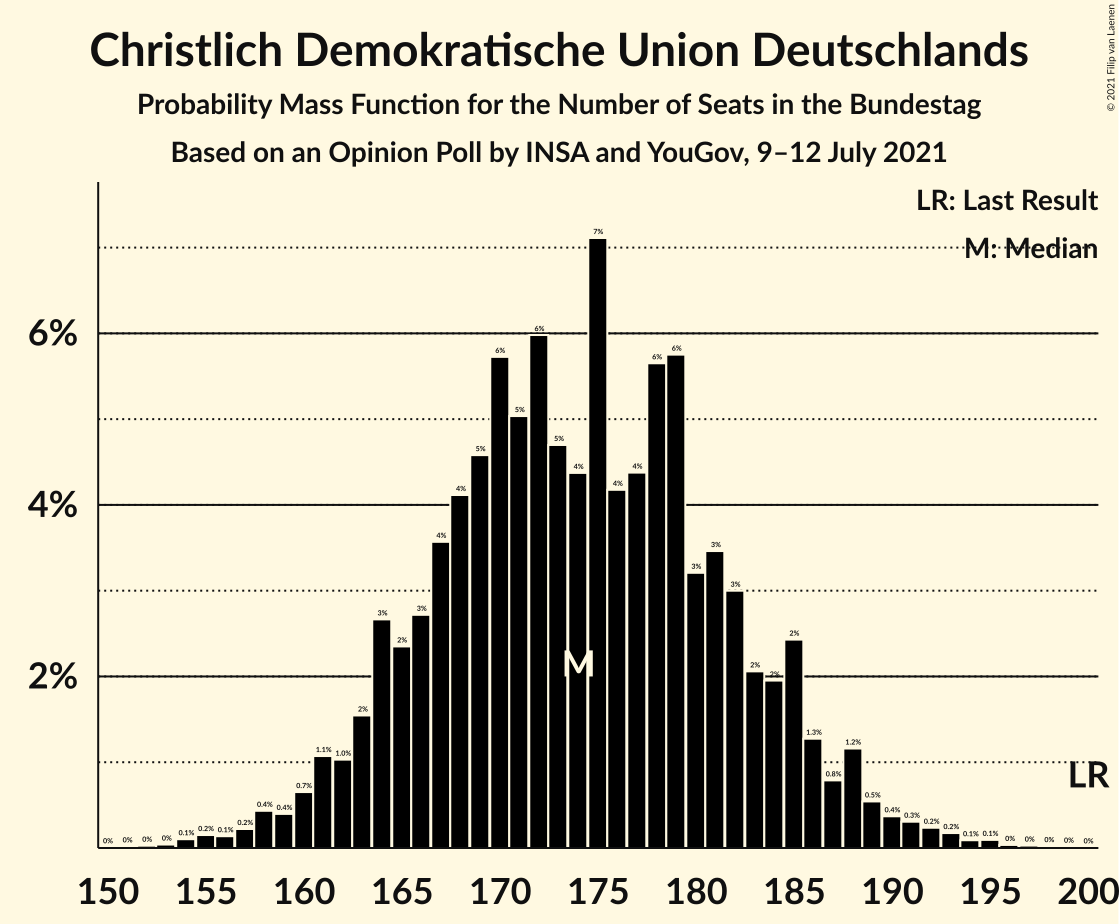 Christlich Demokratische Union Deutschlands
Probability Mass Function for the Number of Seats in the Bundestag
Based on an Opinion Poll by INSA and YouGov, 9–12 July 2021
© 2021 Filip van Laenen
LR: Last Result
M: Median
6%
4%
2%
0% 0% 0% 0% 0.1% 0.2% 0.1% 0.2% 0.4% 0.4% 0.7% 1.1% 1.0% 2% 3% 2% 3% 4% 4% 5% 6% 5% 6% 5% 4% 7% 4% 4% 6% 6% 3% 3% 3% 2% 2% 2% 1.3% 0.8% 1.2% 0.5% 0.4% 0.3% 0.2% 0.2% 0.1% 0.1% 0% 0% 0% 0% 0%
M
LR
150 155 160 165 170 175 180 185 190 195 200